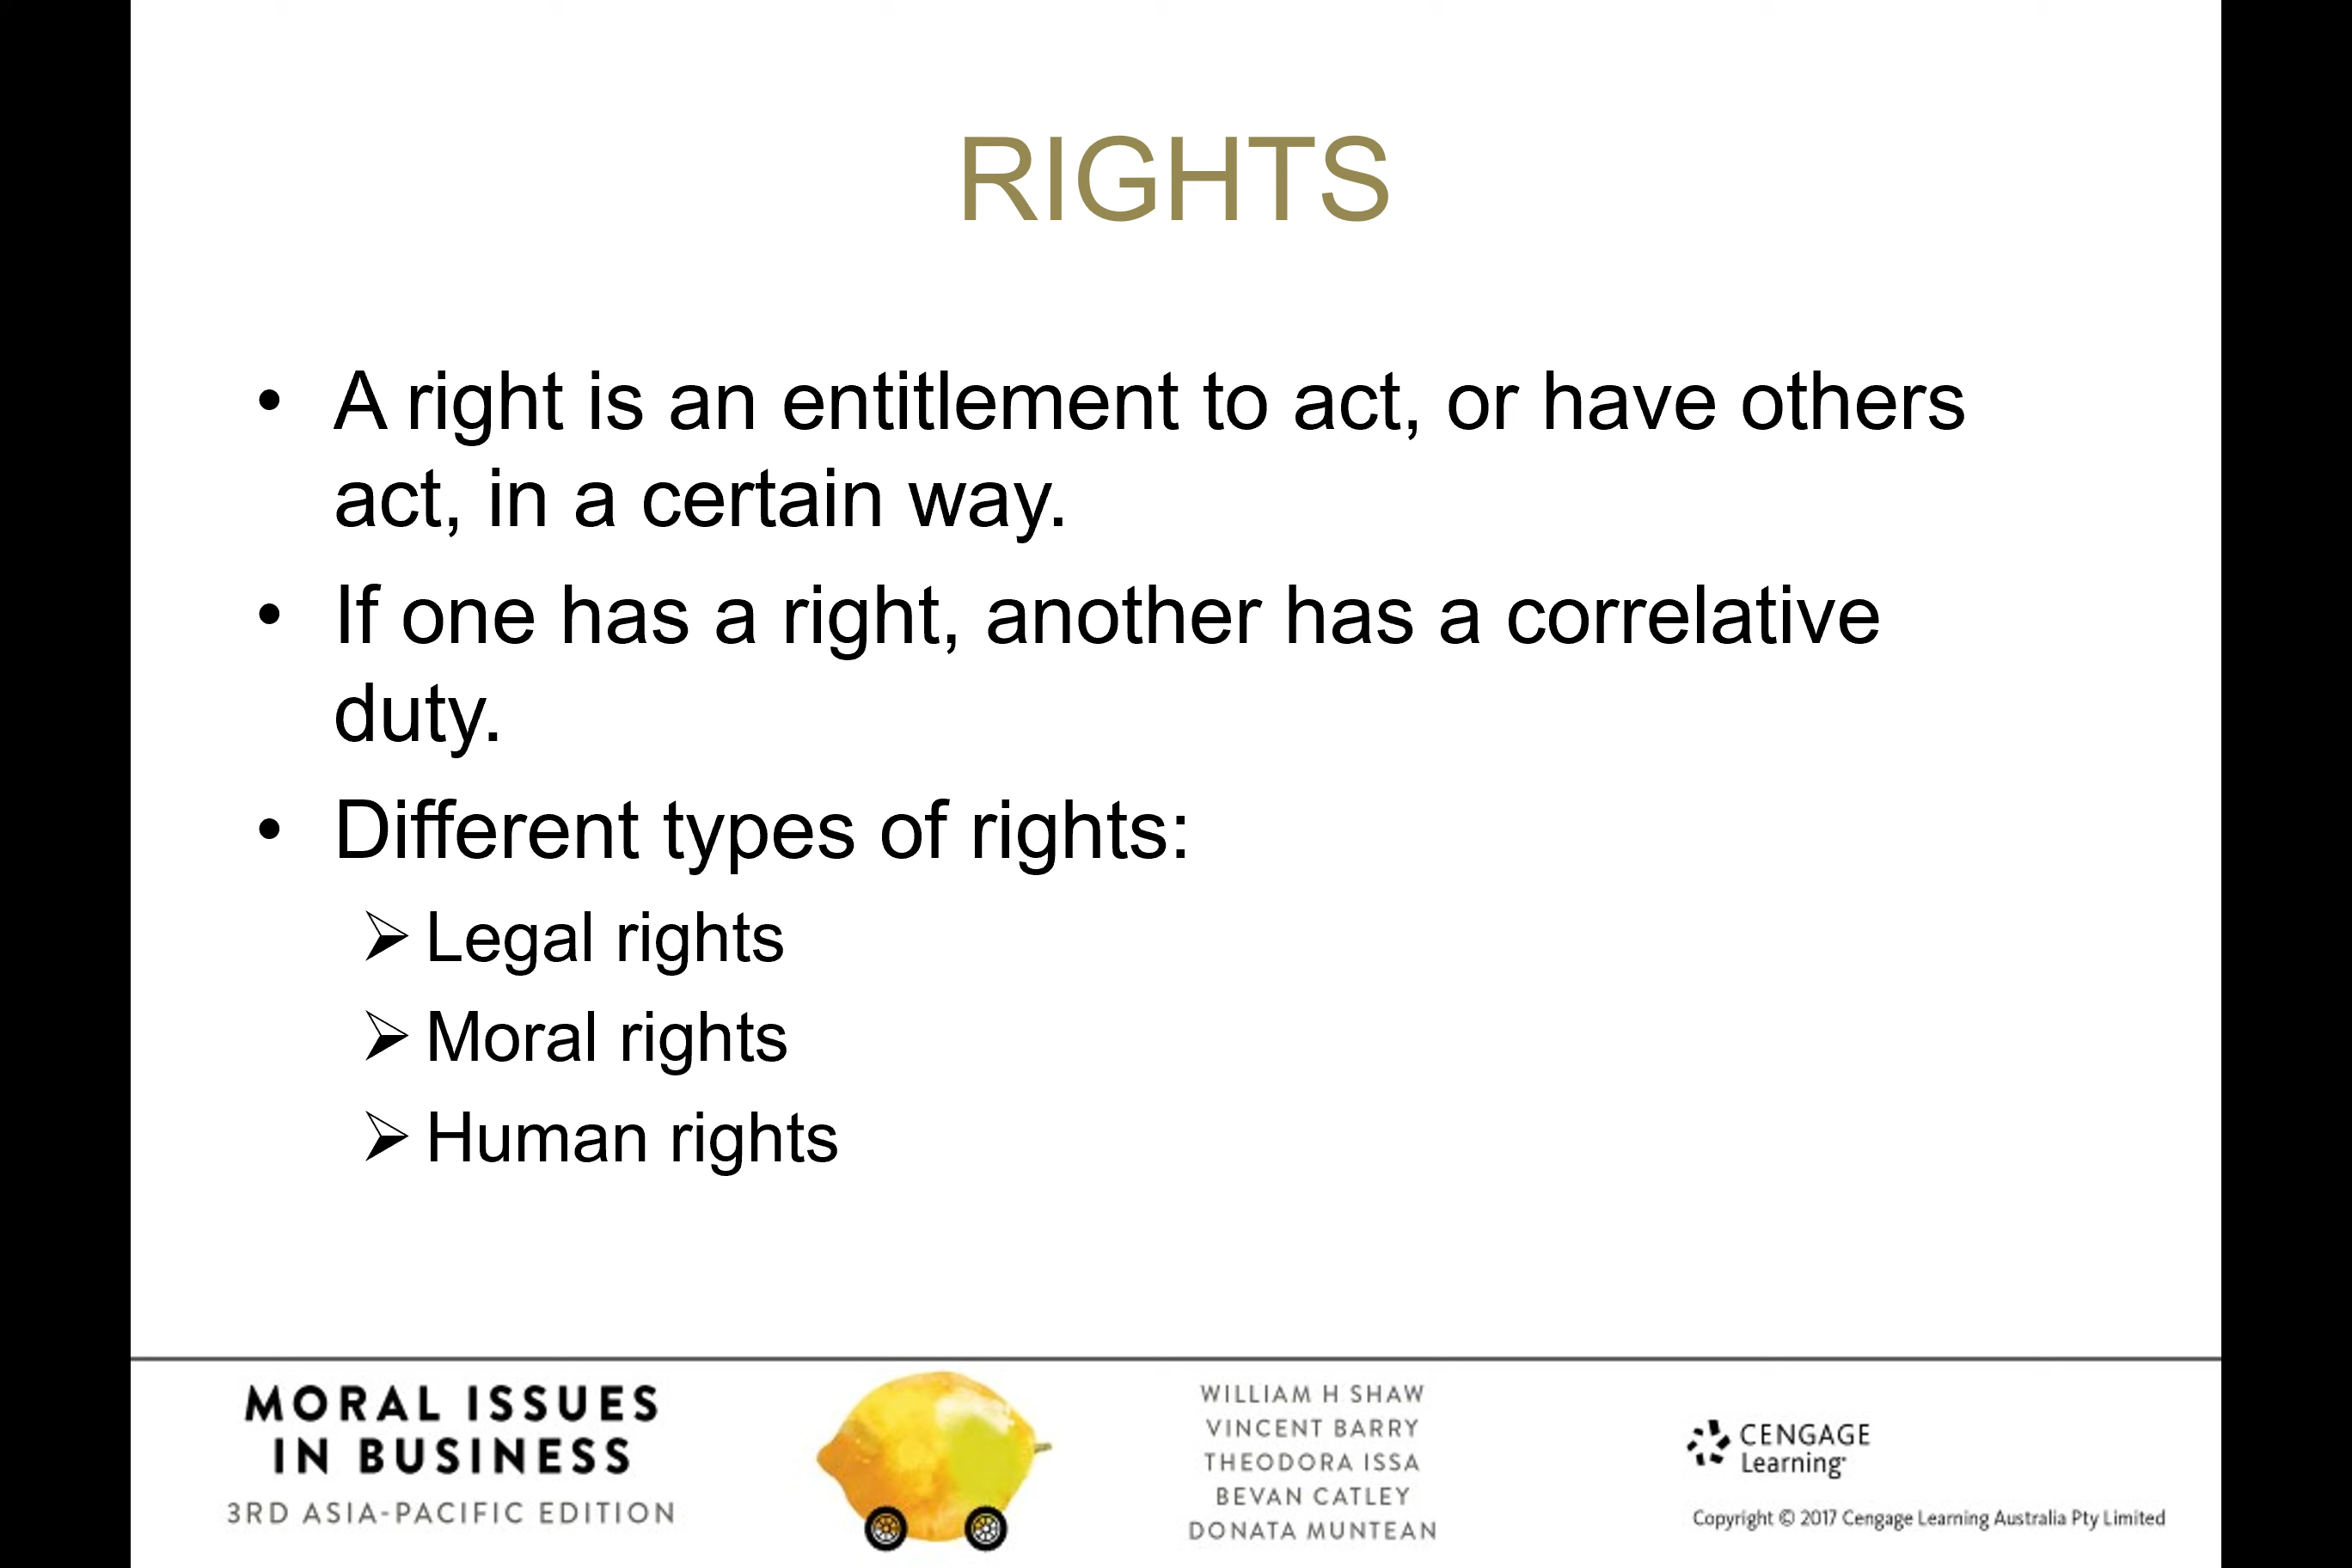 RIGHTS
• A right is an entitlement to act, or have others
act, in a certain way.
• If one has a right, another has a correlative
duty.
• Different types of rights:
➢ Legal rights
➢ Moral rights
➢ Human rights
MORAL ISSUES
IN BUSINESS
3RD ASIA-PACIFIC EDITION
WILLIAM H SHAW
VINCENT BARRY
THEODORA ISSA
BEVAN CATLEY
DONATA MUNTEAN
CENGAGE
Learning·
Copyright © 2017 Cengage Learning Australia Pty Limited